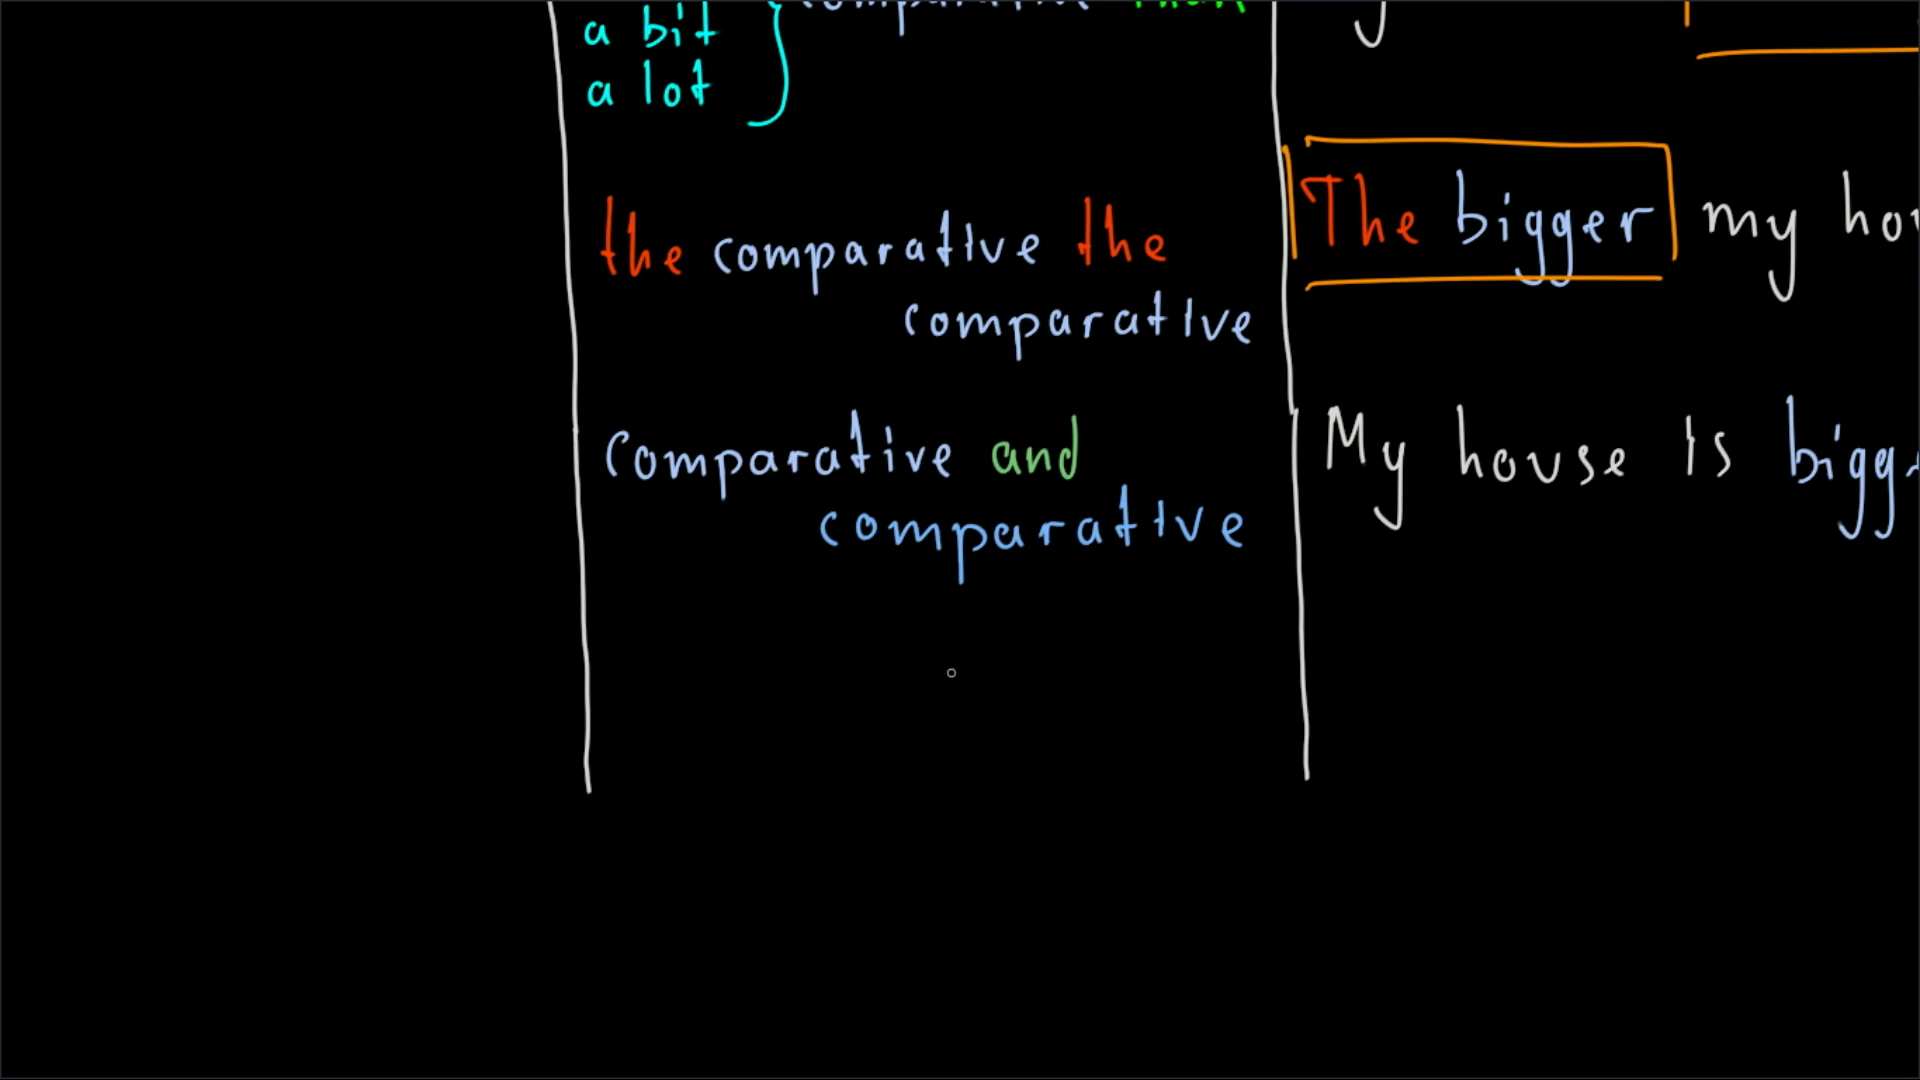 a bit
a lot
the comparative the
comparative
The bigger my
comparative and
comparative
My house is